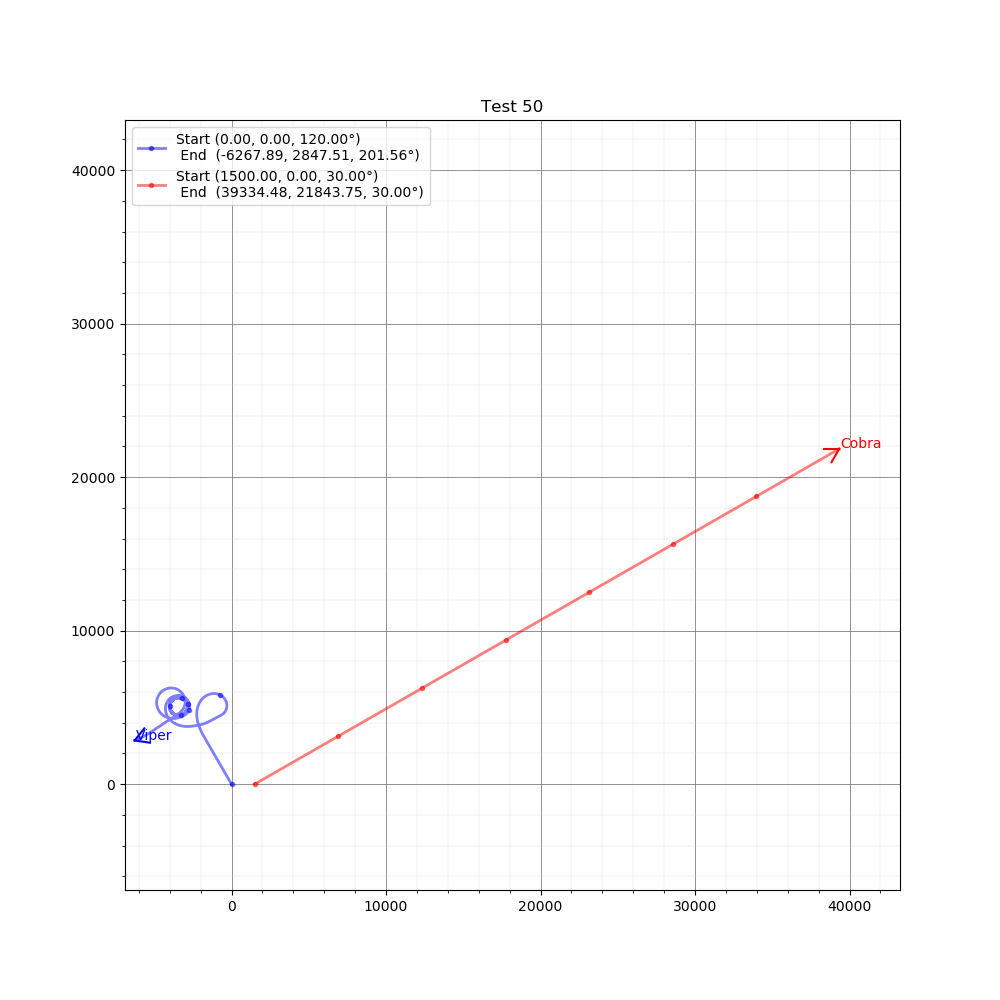 Test 50
Start (0.00, 0.00, 120.00°)
End  (-6267.89, 2847.51, 201.56°)
Start (1500.00, 0.00, 30.00°)
End  (39334.48, 21843.75, 30.00°)
40000
30000
20000
10000
0
Cobra
Viper
0
10000
20000
30000
40000